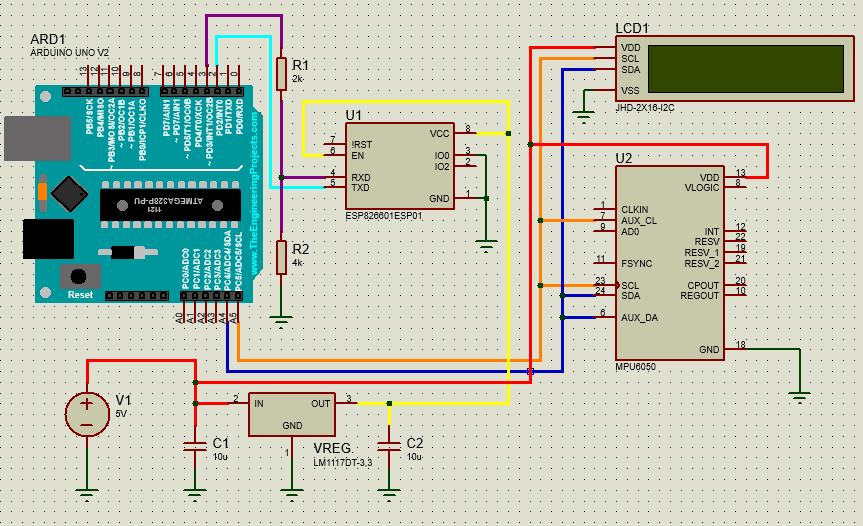 ARD1
ARDUINO UNO V2
13 12 11 10 9 8
7 6 5 4 3 2 1 0
PB5/SCK
PB4/MISO
~ PB3/MOSI/OC2A
~ PB2/OC1B
~ PB1/OC1A
PB0/ICP1/CLKO
PD7/AIN1
~ PD7/AIN1
~ PD5/T1/OC0B
PD4/T0/XCK
~ PD3/INT1/OC2B
PD2/INT0
PD1/TXD
PD0/RXD
www.TheEngineeringProjects.com
1121
ATMEGA328P-PU
Reset
PC0/ADC0
PC1/ADC1
PC2/ADC2
PC3/ADC3
PC4/ADC4/SDA
PC5/ADC5/SCL
A0 A1 A2 A3 A4 A5
R1
2k
R2
4k
U1
7 !RST
6 EN
4 RXD
5 TXD
VCC 8
IO0 3
IO2 2
GND 1
ESP826601ESP01
LCD1
VDD
SCL
SDA
VSS
JHD-2X16-I2C
U2
1 CLKIN
7 AUX_CL
9 AD0
11 FSYNC
23 SCL
24 SDA
6 AUX_DA
VDD 13
VLOGIC 8
INT 12
RESV 22
RESV_1 19
RESV_2 21
CPOUT 20
REGOUT 10
GND 18
MPU6050
V1
5V
C1
10u
2 IN
OUT 3
GND
1
VREG.
LM1117DT-3,3
C2
10u